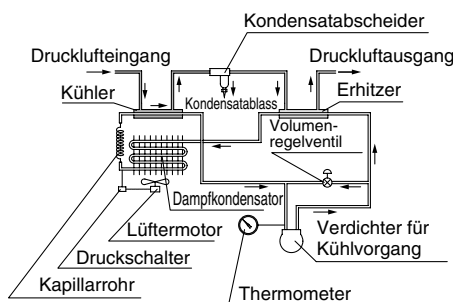 Kondensatabscheider
Drucklufteingang
Druckluftausgang
Kühler
Kondensatablass
Erhitzer
Volumen-
regelventil
Dampfkondensator
Lüftermotor
Verdichter für
Kühlvorgang
Druckschalter
Kapillarrohr
Thermometer